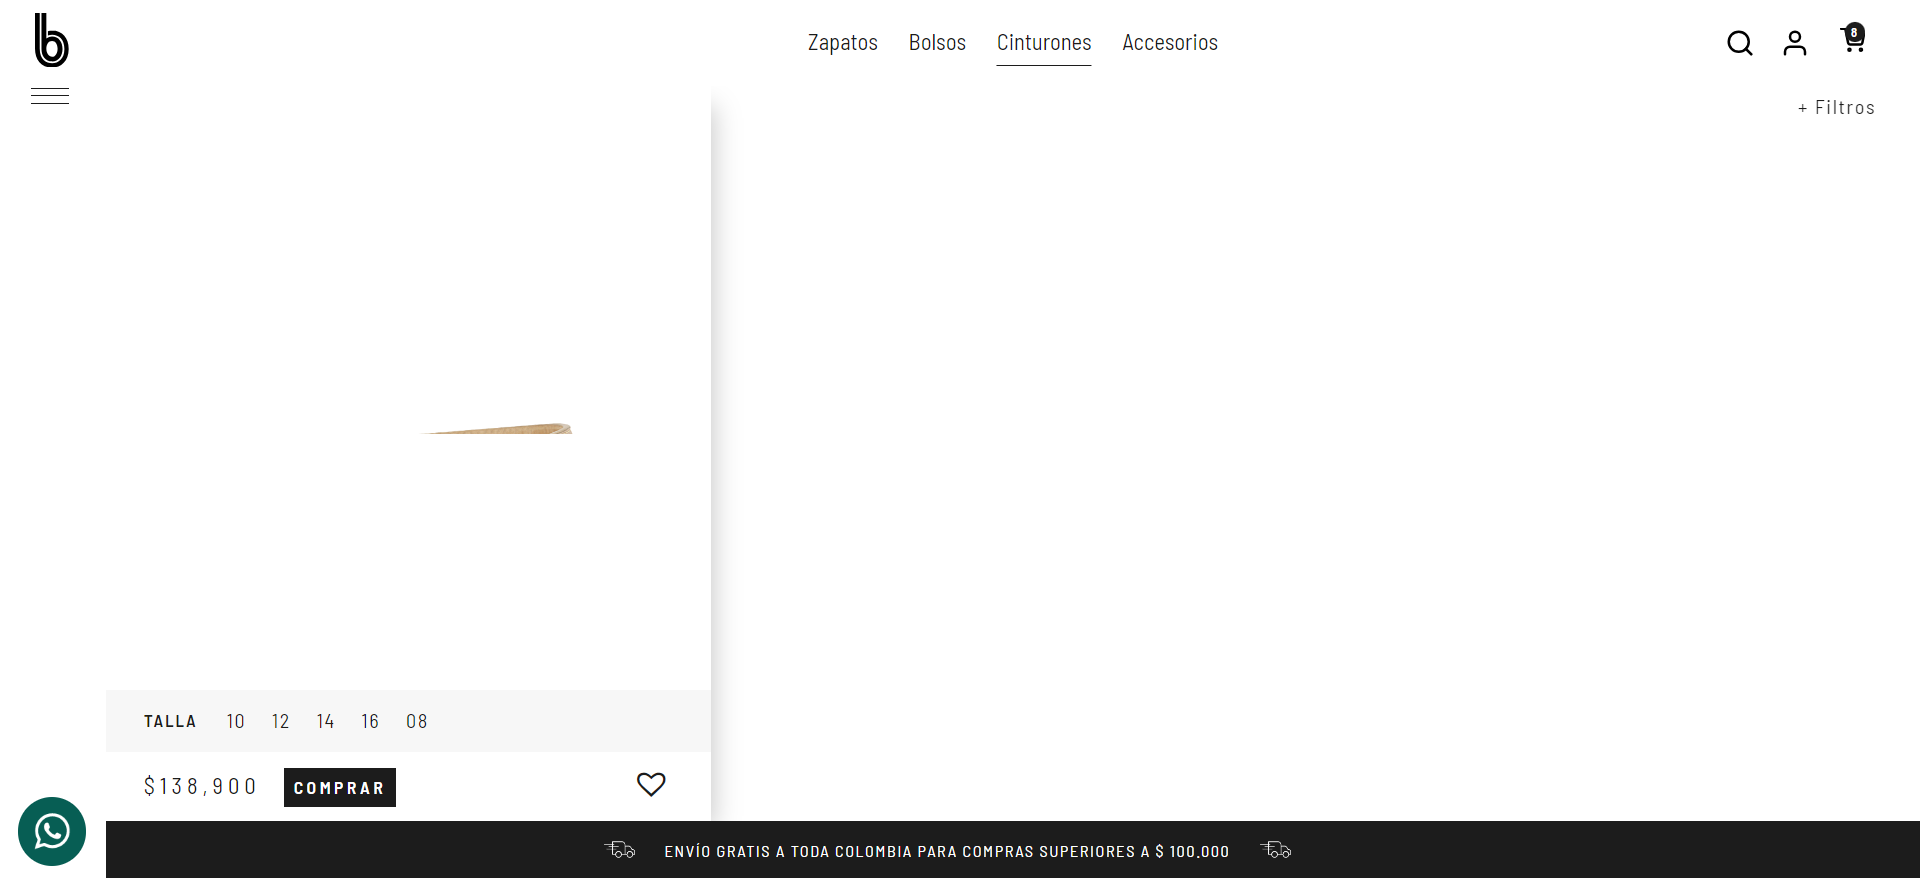 b
Zapatos Bolsos Cinturones Accesorios
8
+ Filtros
TALLA 10 12 14 16 08
$138,900 COMPRAR
ENVÍO GRATIS A TODA COLOMBIA PARA COMPRAS SUPERIORES A $ 100.000